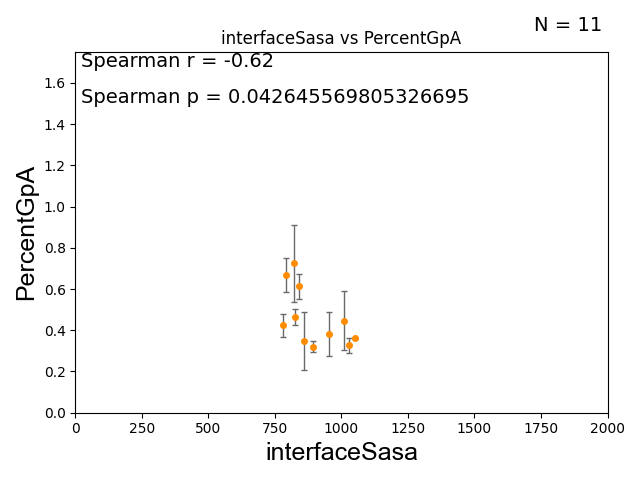 N = 11
interfaceSasa vs PercentGpA
Spearman r = -0.62
Spearman p = 0.042645569805326695
PercentGpA
1.6
1.4
1.2
1.0
0.8
0.6
0.4
0.2
0.0
0 250 500 750 1000 1250 1500 1750 2000
interfaceSasa